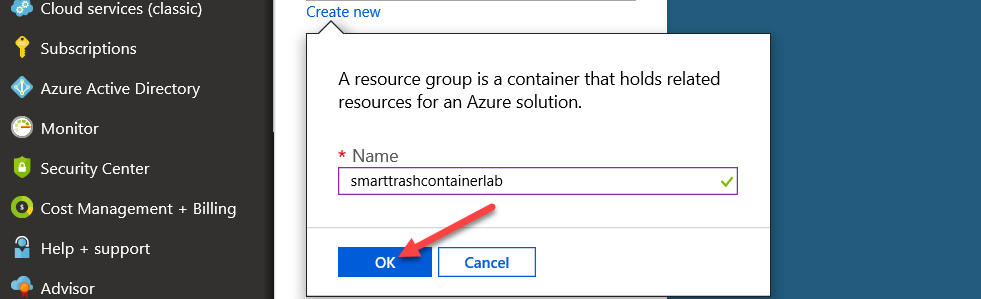 Cloud services (classic)
Subscriptions
Azure Active Directory
Monitor
Security Center
Cost Management + Billing
Help + support
Advisor
Create new
A resource group is a container that holds related
resources for an Azure solution.
* Name
smarttrashcontainerlab
OK
Cancel